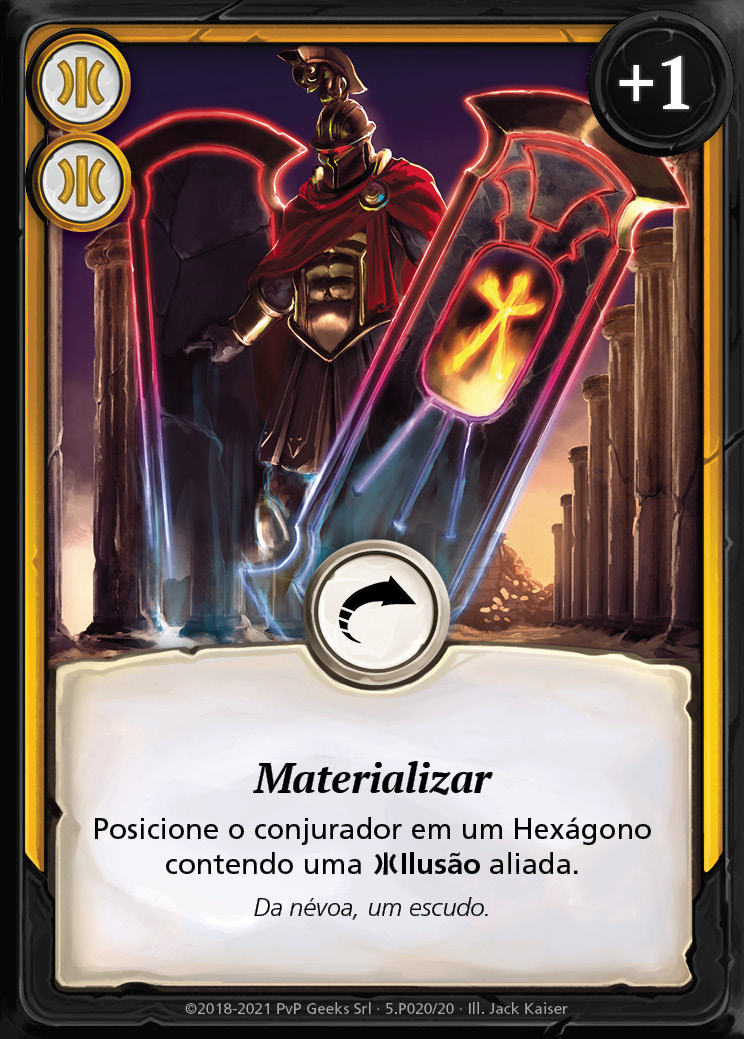 +1
Materializar
Posicione o conjurador em um Hexágono
contendo uma Ilusão aliada.
Da névoa, um escudo.
©2018-2021 PvP Geeks Srl · 5.P020/20 · Ill. Jack Kaiser